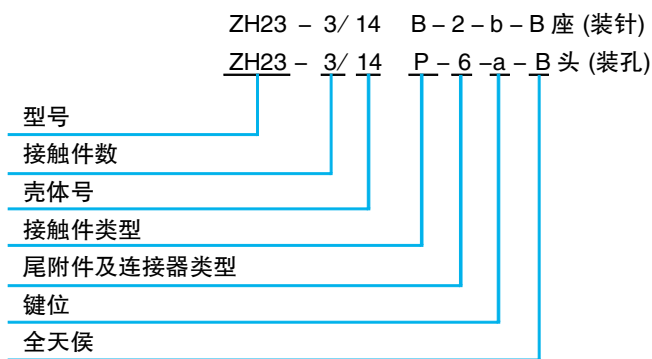 ZH23 – 3/ 14 B – 2 – b – B 座 (装针)
ZH23 – 3/ 14 P – 6 –a – B 头 (装孔)
型号
接触件数
壳体号
接触件类型
尾附件及连接器类型
键位
全天侯